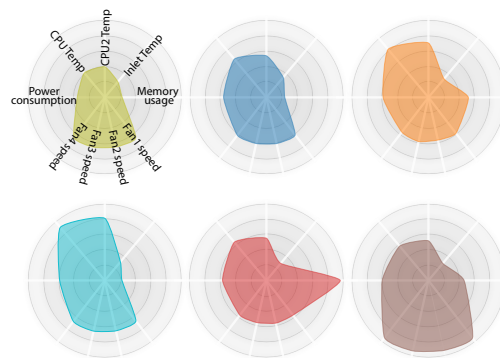 CPU Temp
CPU2 Temp
Inlet Temp
Power
consumption
Memory
usage
Fan4 speed
Fan3 speed
Fan2 speed
Fan1 speed